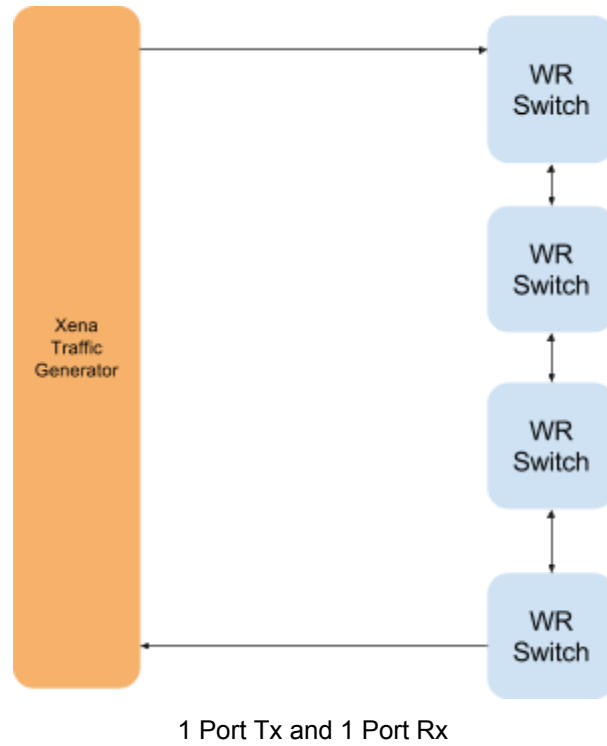 WR
Switch
WR
Switch
Xena
Traffic
Generator
WR
Switch
WR
Switch
1 Port Tx and 1 Port Rx